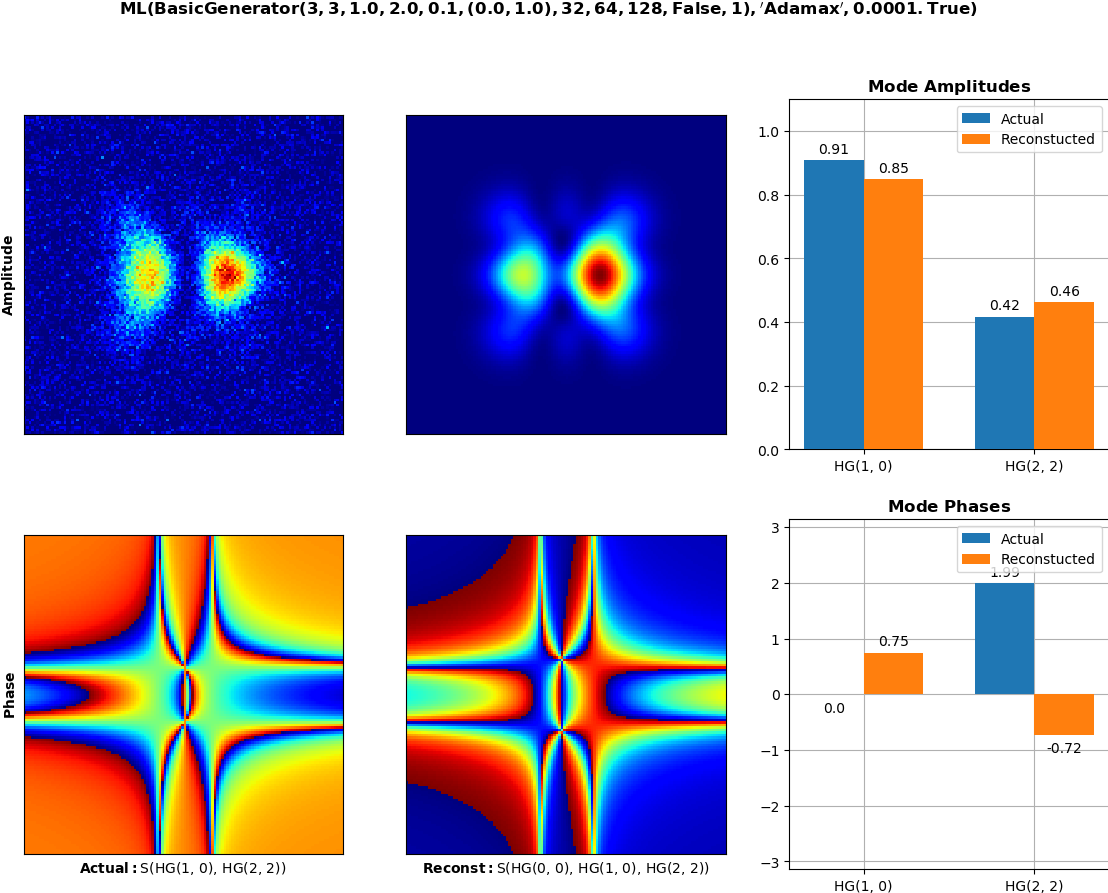 ML(BasicGenerator(3, 3, 1.0, 2.0, 0.1, (0.0, 1.0), 32, 64, 128, False, 1), ′Adamax′, 0.0001. True)
Amplitude
Mode Amplitudes
Actual
Reconstucted
1.0
0.8
0.6
0.4
0.2
0.0
0.91
0.85
0.42
0.46
HG(1, 0)
HG(2, 2)
Phase
Actual: S(HG(1, 0), HG(2, 2))
Reconst: S(HG(0, 0), HG(1, 0), HG(2, 2))
Mode Phases
Actual
Reconstucted
3
2
1
0
−1
−2
−3
0.0
0.75
1.99
-0.72
HG(1, 0)
HG(2, 2)